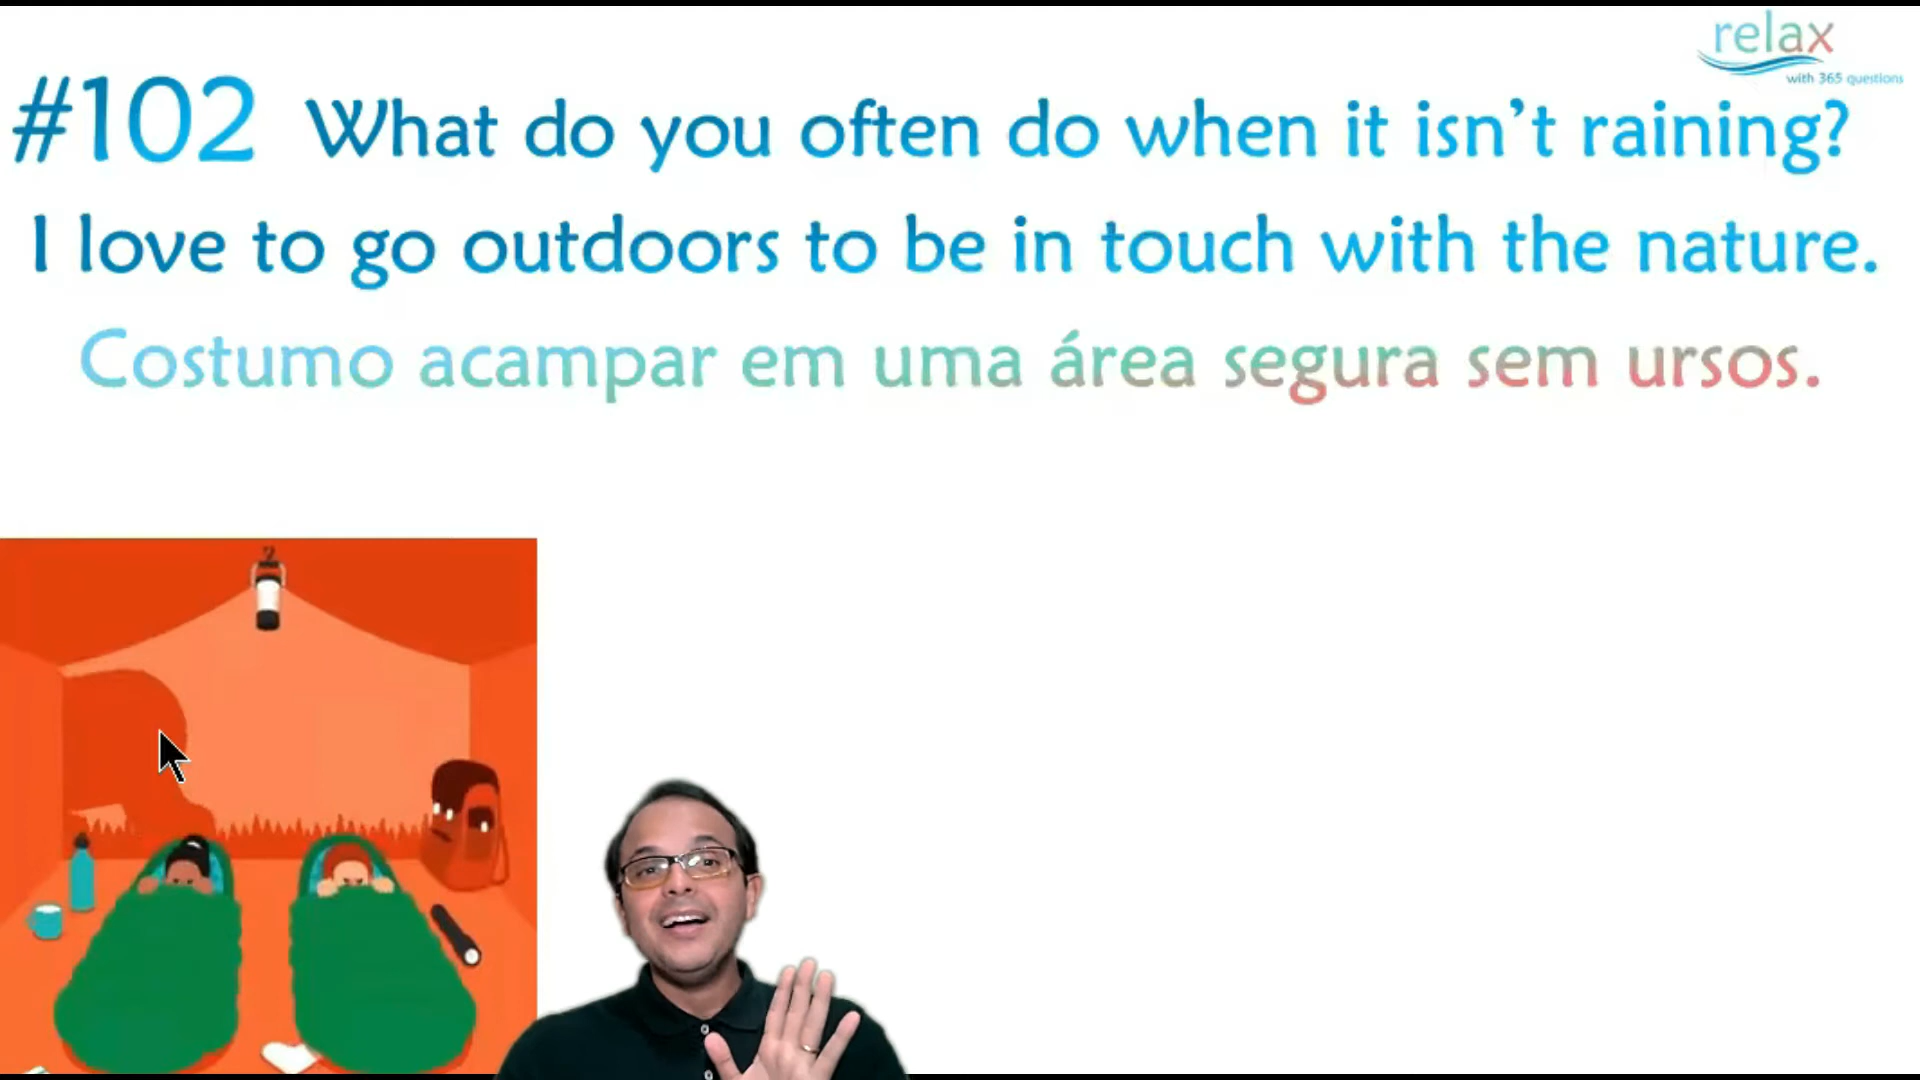 relax
with 365 questions
#102 What do you often do when it isn't raining?
I love to go outdoors to be in touch with the nature.
Costumo acampar em uma área segura sem ursos.